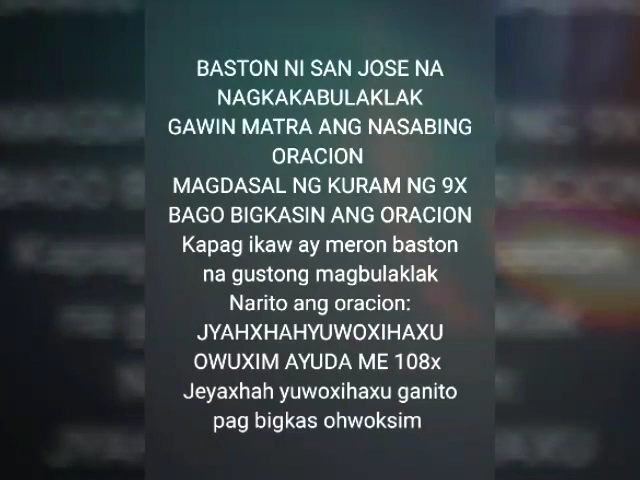 BASTON NI SAN JOSE NA
NAGKAKABULAKLAK
GAWIN MATRA ANG NASABING
ORACION
MAGDASAL NG KURAM NG 9X
BAGO BIGKASIN ANG ORACION
Kapag ikaw ay meron baston
na gustong magbulaklak
Narito ang oracion:
JYAHXHAHYUWOXIHAXU
OWUXIM AYUDA ME 108x
Jeyaxhah yuwoxihaxu ganito
pag bigkas ohwoksim